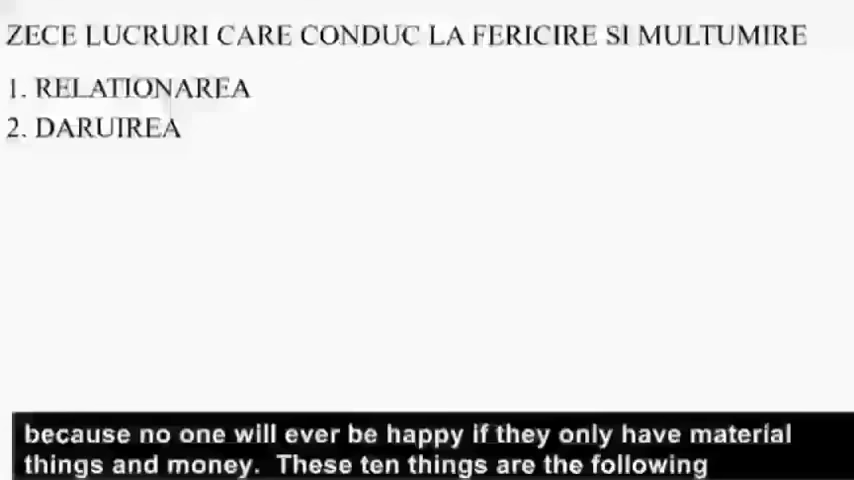 ZECE LUCRURI CARE CONDUC LA FERICIRE SI MULTUMIRE
1. RELATIONAREA
2. DARUIREA
because no one will ever be happy if they only have material
things and money. These ten things are the following